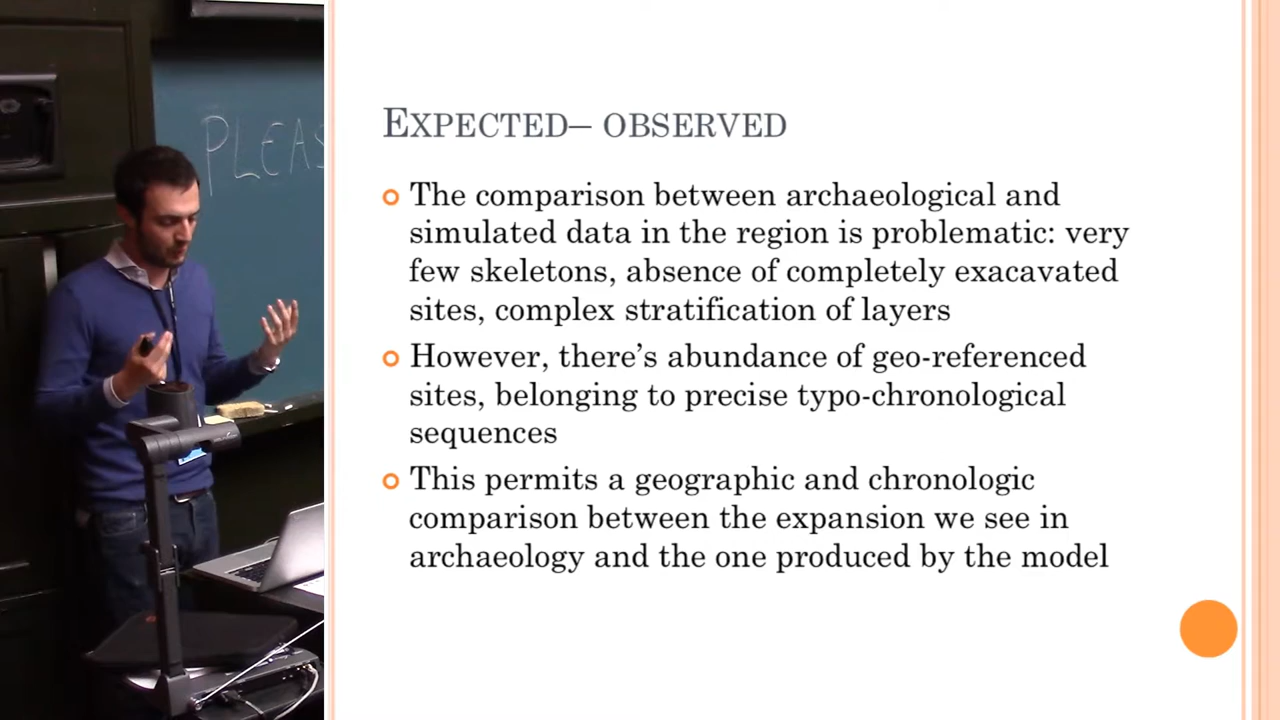 PLEAS
EXPECTED– OBSERVED
The comparison between archaeological and
simulated data in the region is problematic: very
few skeletons, absence of completely exacavated
sites, complex stratification of layers
However, there's abundance of geo-referenced
sites, belonging to precise typo-chronological
sequences
This permits a geographic and chronologic
comparison between the expansion we see in
archaeology and the one produced by the model